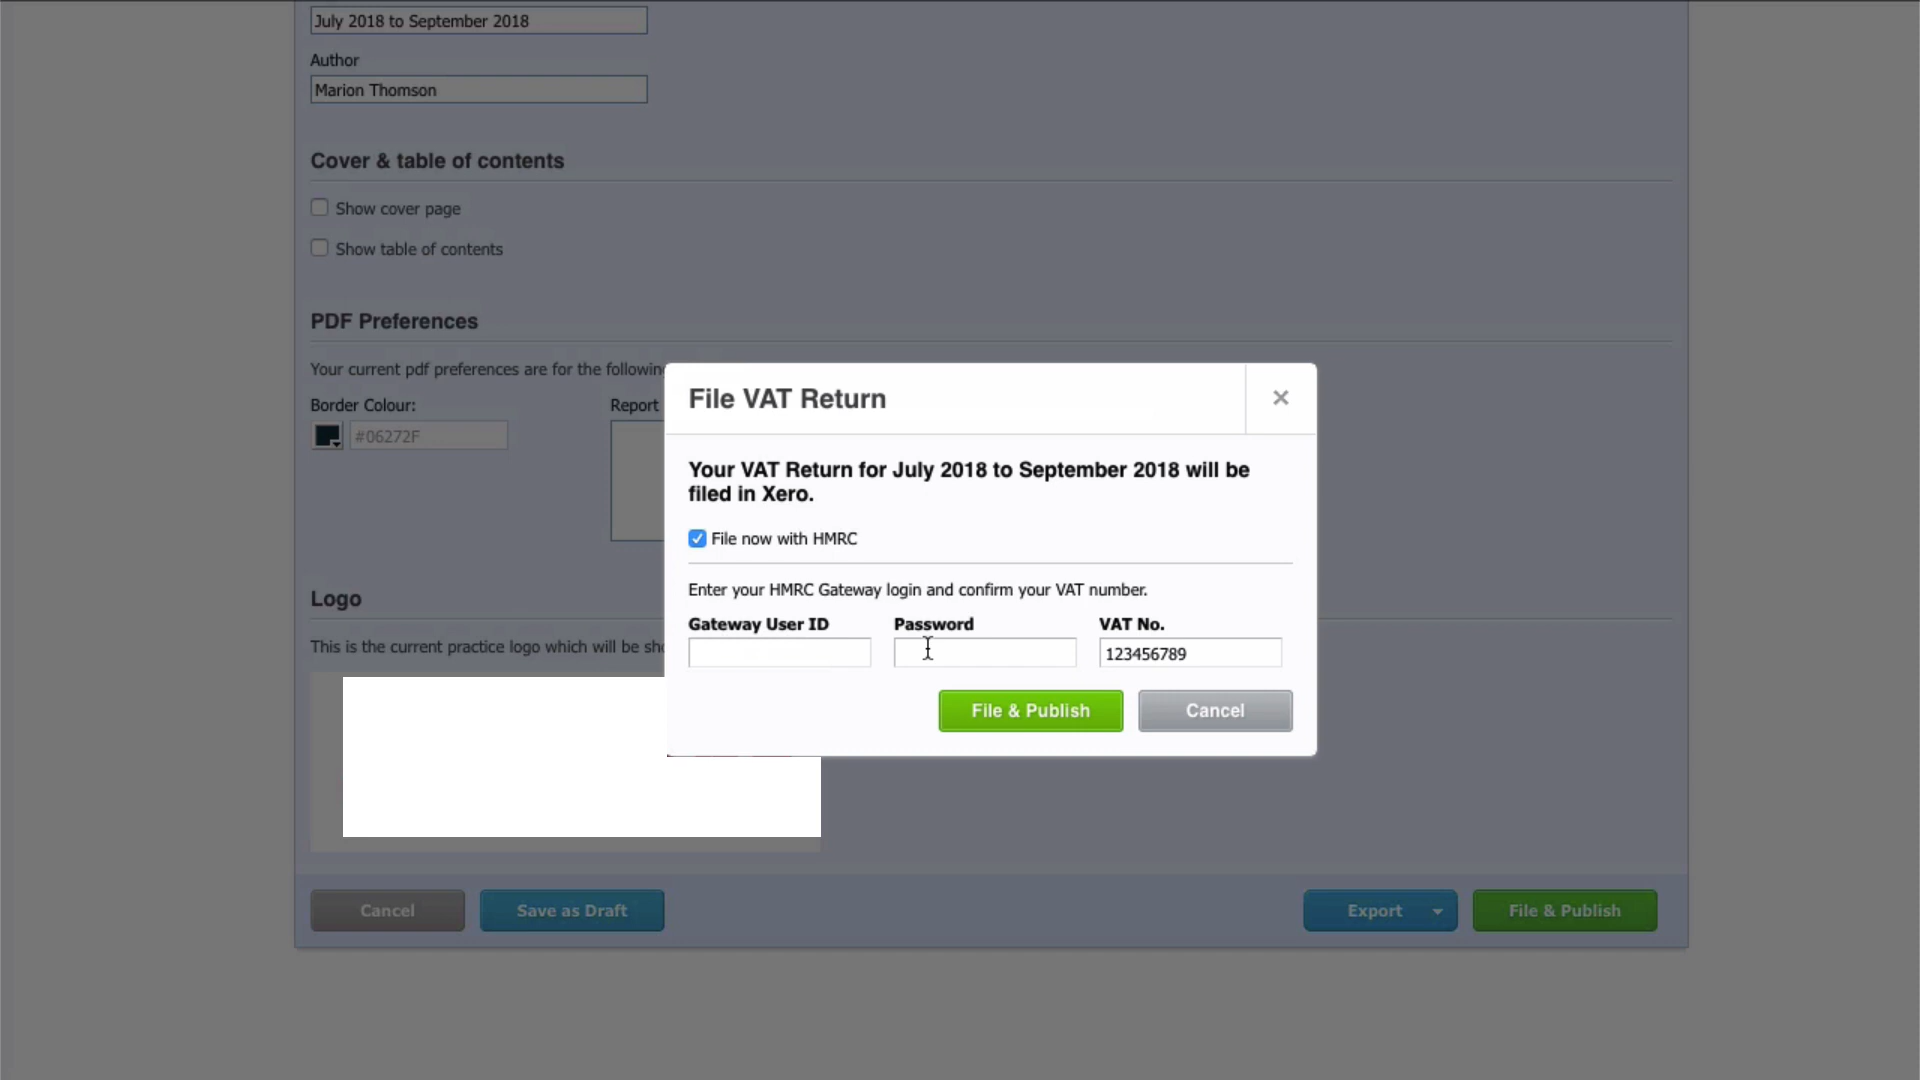 July 2018 to September 2018
Author
Marion Thomson
Cover & table of contents
Show cover page
Show table of contents
PDF Preferences
Your current pdf preferences are for the following
Border Colour:
Report
#06272F
File VAT Return
×
Your VAT Return for July 2018 to September 2018 will be
filed in Xero.
File now with HMRC
Enter your HMRC Gateway login and confirm your VAT number.
Gateway User ID
Password
VAT No.
123456789
File & Publish
Cancel
Logo
This is the current practice logo which will be
Cancel
Save as Draft
Export
File & Publish